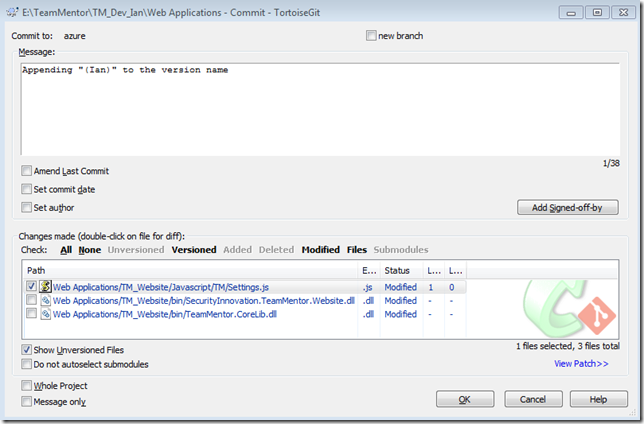 E:\TeamMentor\TM_Dev_Ian\Web Applications - Commit - TortoiseGit
Commit to: azure new branch
Message:
Appending "(Ian)" to the version name
1/38
Amend Last Commit
Set commit date
Set author
Add Signed-off-by
Changes made (double-click on file for diff):
Check: All None Unversioned Versioned Added Deleted Modified Files Submodules
Path E... Status L... L...
Web Applications/TM_Website/Javascript/TM/Settings.js .js Modified 1 0
Web Applications/TM_Website/bin/SecurityInnovation.TeamMentor.Website.dll .dll Modified - -
Web Applications/TM_Website/bin/TeamMentor.CoreLib.dll .dll Modified - -
Show Unversioned Files
1 files selected, 3 files total
Do not autoselect submodules
View Patch>>
Whole Project
Message only
OK Cancel Help